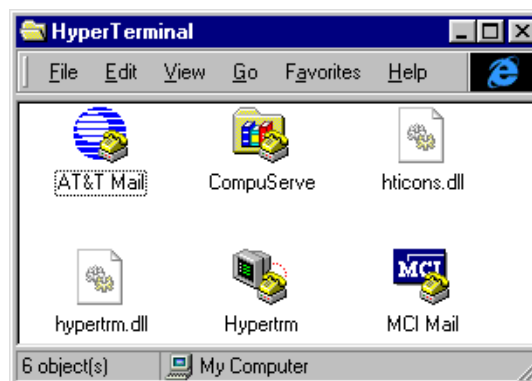 HyperTerminal
File Edit View Go Favorites Help
AT&T Mail CompuServe hticons.dll
MCI
hypertrm.dll Hypertrm MCI Mail
6 object(s) My Computer